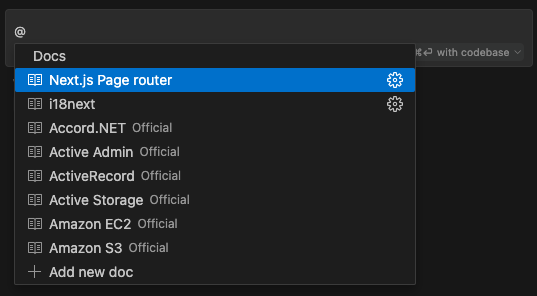 @
Docs
⌘⏎ with codebase
Next.js Page router
i18next
Accord.NET Official
Active Admin Official
ActiveRecord Official
Active Storage Official
Amazon EC2 Official
Amazon S3 Official
Add new doc